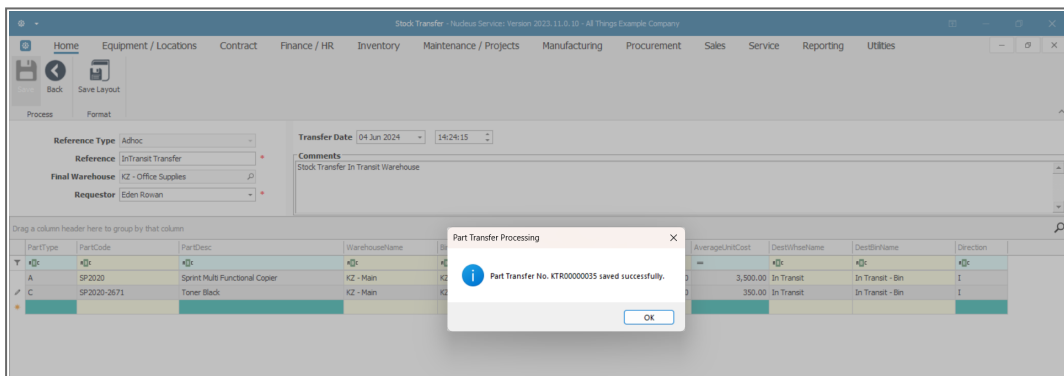 Stock Transfer - Nucleus Service: Version 2023.11.0.10 - All Things Example Company
Home Equipment / Locations Contract Finance / HR Inventory Maintenance / Projects Manufacturing Procurement Sales Service Reporting Utilities
Save Back Save Layout
Process Format
Reference Type Adhoc
Transfer Date 04 Jun 2024 14:24:15
Reference InTransit Transfer *
Comments
Stock Transfer In Transit Warehouse
Final Warehouse KZ - Office Supplies
Requestor Eden Rowan *
Drag a column header here to group by that column
PartType PartCode PartDesc WarehouseName AverageUnitCost DestWhseName DestBinName Direction
A SP2020 Sprint Multi Functional Copier KZ - Main KZ 3,500.00 In Transit In Transit - Bin I
C SP2020-2671 Toner Black KZ - Main KZ 350.00 In Transit In Transit - Bin I
Part Transfer Processing
Part Transfer No. KTR00000035 saved successfully.
OK